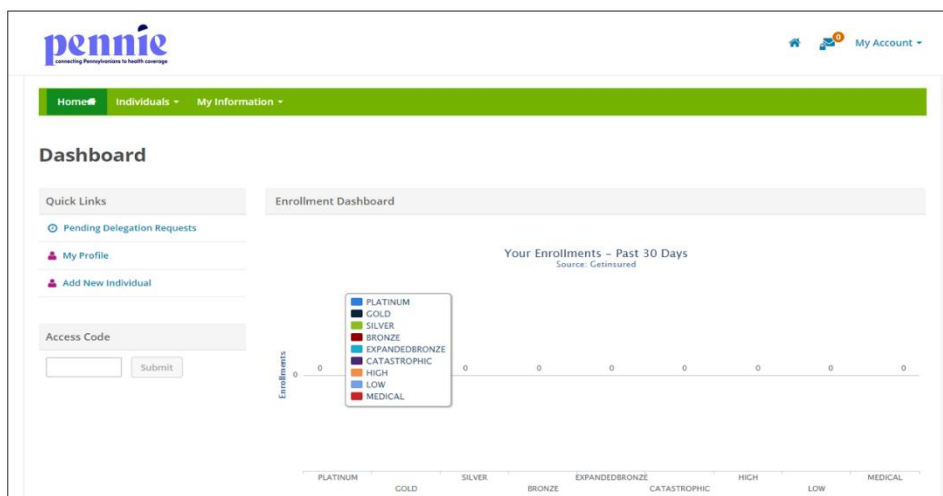 pennie
connecting Pennsylvanians to health coverage
0
My Account
Home
Individuals
My Information
Dashboard
Quick Links
Pending Delegation Requests
My Profile
Add New Individual
Access Code
Submit
Enrollment Dashboard
Your Enrollments – Past 30 Days
Source: Getinsured
PLATINUM
GOLD
SILVER
BRONZE
EXPANDEDBRONZE
CATASTROPHIC
HIGH
LOW
MEDICAL
Enrollments
0
0 0 0 0 0 0 0 0
PLATINUM SILVER EXPANDEDBRONZE HIGH MEDICAL
GOLD BRONZE CATASTROPHIC LOW